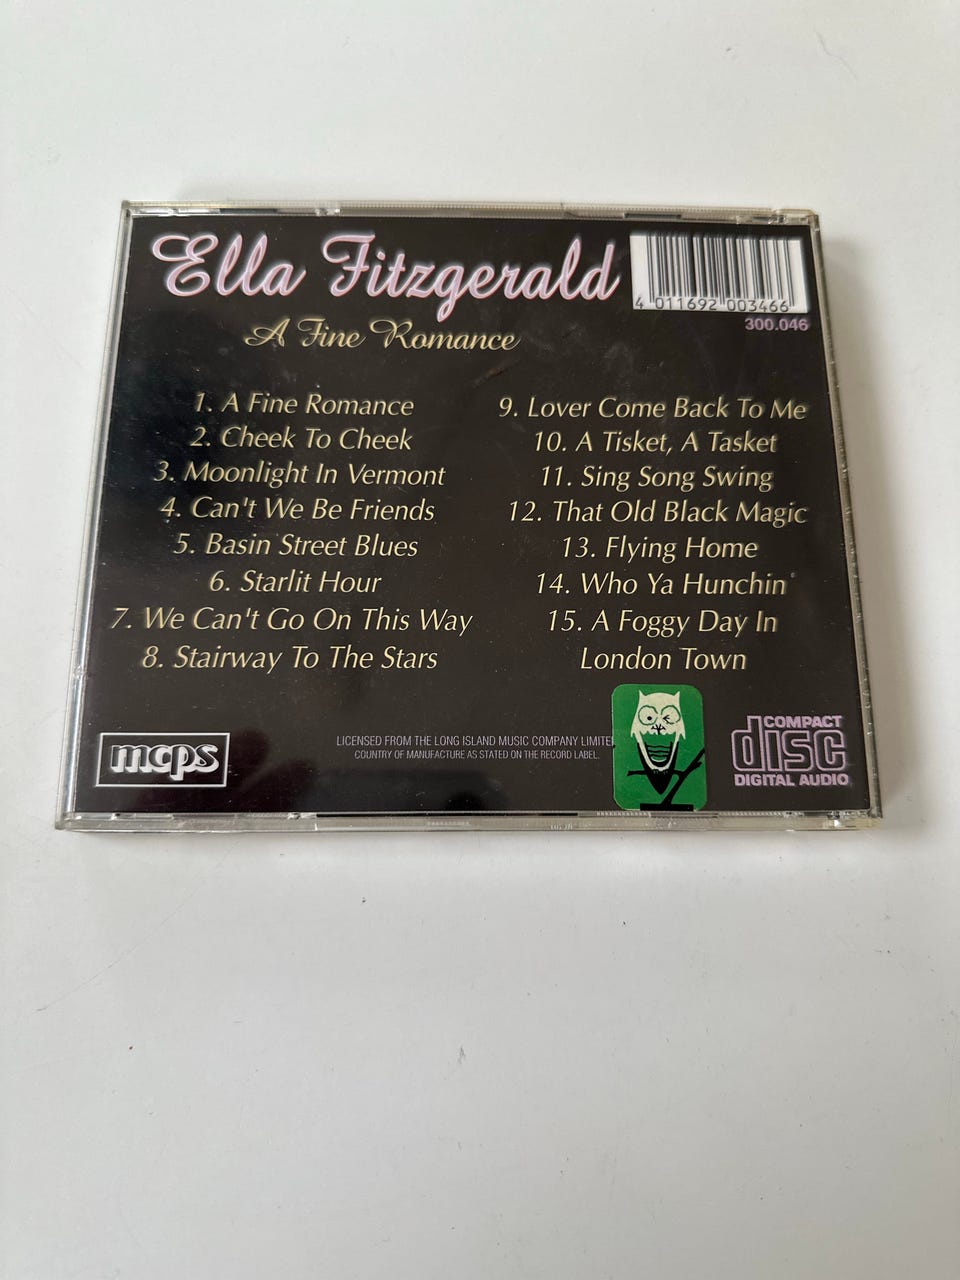 Ella Fitzgerald
4 011692 003466
300.046
A Fine Romance
1. A Fine Romance
2. Cheek To Cheek
3. Moonlight In Vermont
4. Can't We Be Friends
5. Basin Street Blues
6. Starlit Hour
7. We Can't Go On This Way
8. Stairway To The Stars
9. Lover Come Back To Me
10. A Tisket, A Tasket
11. Sing Song Swing
12. That Old Black Magic
13. Flying Home
14. Who Ya Hunchin'
15. A Foggy Day In
London Town
mcps
LICENSED FROM THE LONG ISLAND MUSIC COMPANY LIMITE
COUNTRY OF MANUFACTURE AS STATED ON THE RECORD LABEL.
COMPACT
disc
DIGITAL AUDIO